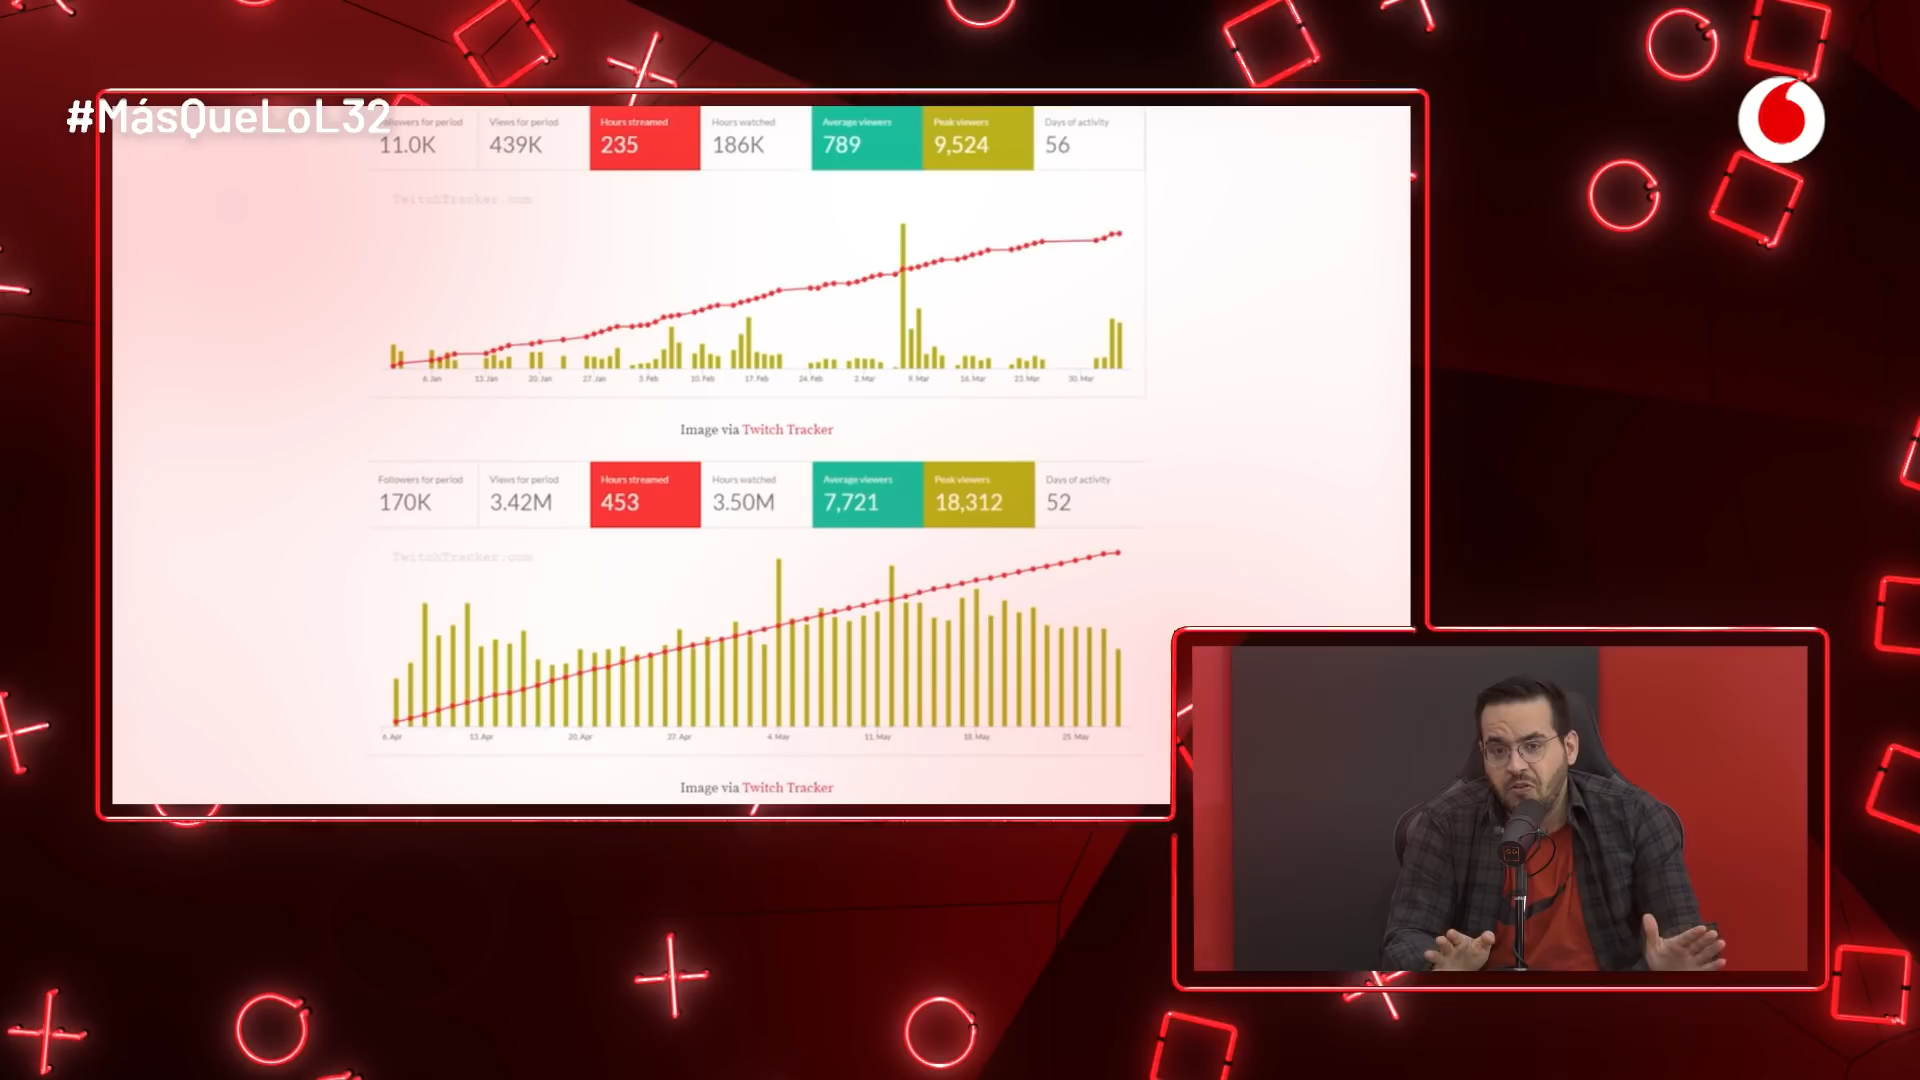 #MásQueLoL32
Followers for period Views for period Hours streamed Hours watched Average viewers Peak viewers Days of activity
11.0K 439K 235 186K 789 9,524 56
TwitchTracker.com
6. Jan 13. Jan 20. Jan 27. Jan 3. Feb 10. Feb 17. Feb 24. Feb 2. Mar 9. Mar 16. Mar 23. Mar 30. Mar
Image via Twitch Tracker
Followers for period Views for period Hours streamed Hours watched Average viewers Peak viewers Days of activity
170K 3.42M 453 3.50M 7,721 18,312 52
TwitchTracker.com
6. Apr 13. Apr 20. Apr 27. Apr 4. May 11. May 18. May 25. May
Image via Twitch Tracker